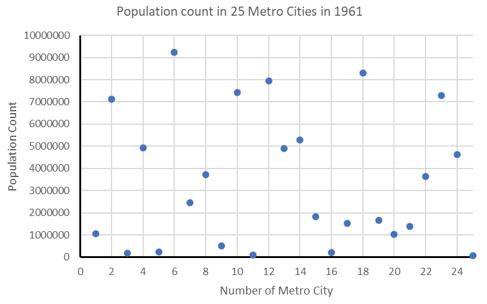 Population count in 25 Metro Cities in 1961
10000000
9000000
8000000
7000000
6000000
5000000
4000000
3000000
2000000
1000000
0
Population Count
0 2 4 6 8 10 12 14 16 18 20 22 24
Number of Metro City